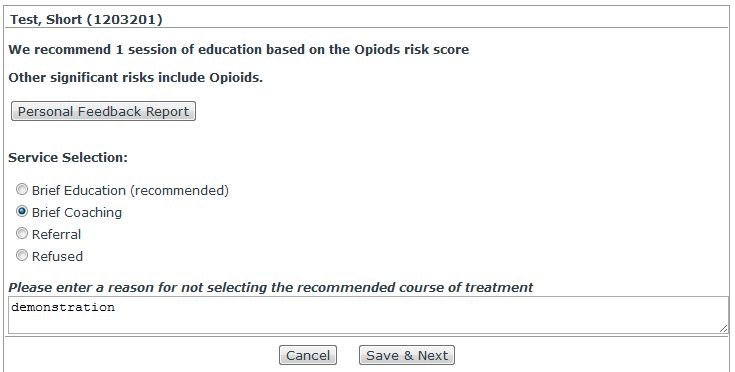 Test, Short (1203201)
We recommend 1 session of education based on the Opiods risk score
Other significant risks include Opioids.
Personal Feedback Report
Service Selection:
Brief Education (recommended)
Brief Coaching
Referral
Refused
Please enter a reason for not selecting the recommended course of treatment
demonstration
Cancel Save & Next